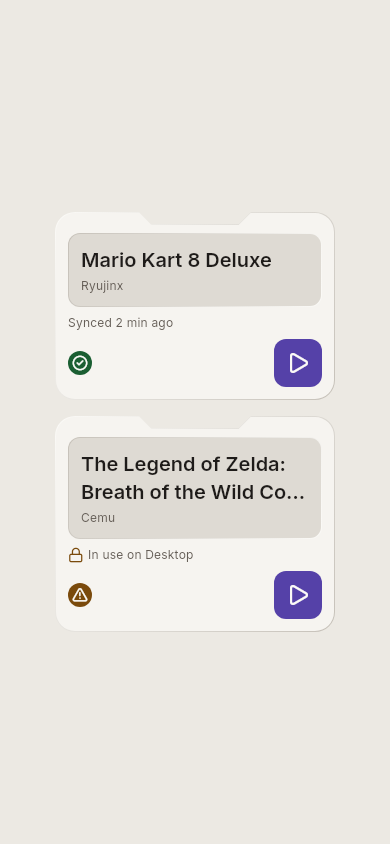 Mario Kart 8 Deluxe
Ryujinx
Synced 2 min ago
The Legend of Zelda:
Breath of the Wild Co...
Cemu
In use on Desktop